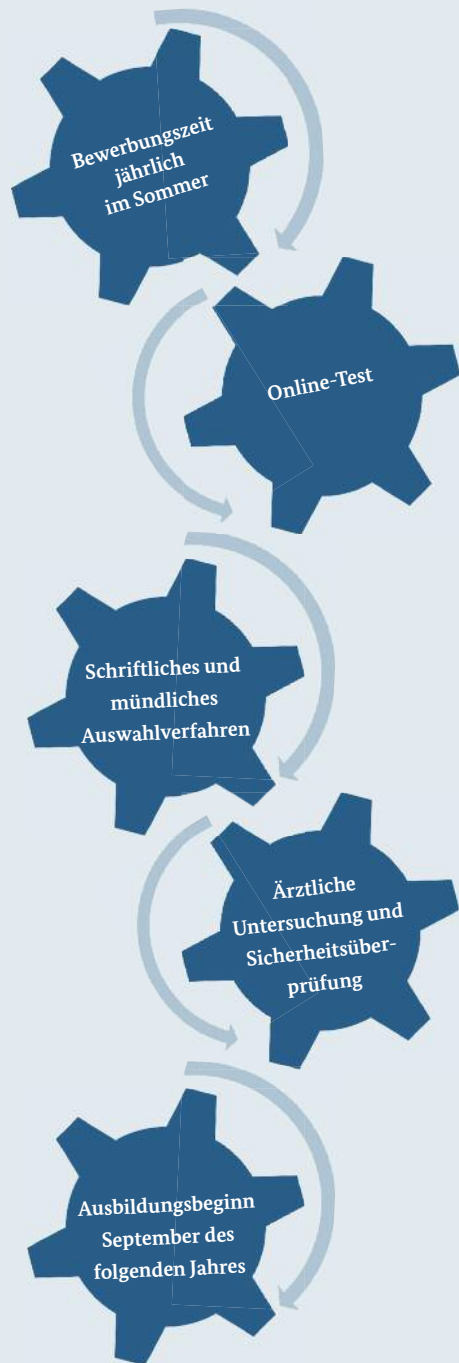 Bewerbungszeit
jährlich
im Sommer
Online-Test
Schriftliches und
mündliches
Auswahlverfahren
Ärztliche
Untersuchung und
Sicherheitsüber-
prüfung
Ausbildungsbeginn
September des
folgenden Jahres